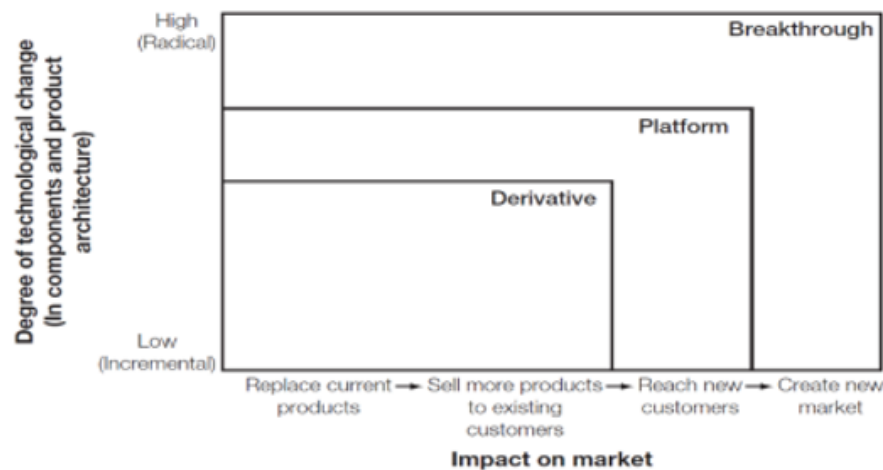 High
(Radical)
Breakthrough
Platform
Derivative
Degree of technological change
(In components and product
architecture)
Low
(Incremental)
Replace current → Sell more products → Reach new → Create new
products to existing customers market
customers
Impact on market